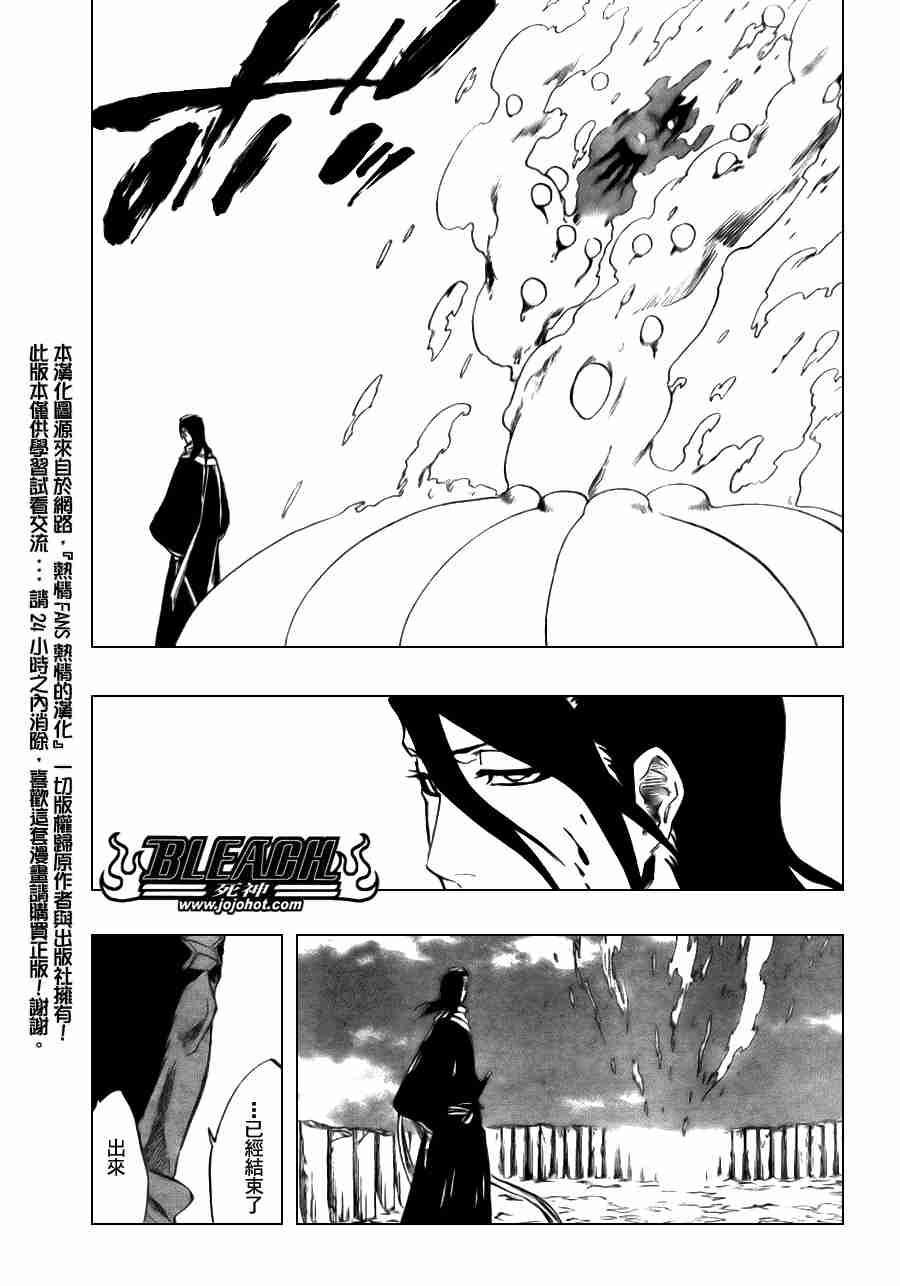 ボッ
本漢化圖源來自於網路，『熱情FANS 熱情的漢化』一切版權歸原作者與出版社擁有！
此版本僅供學習試看交流…請24小時之內消除，喜歡這套漫畫請購買正版！謝謝。
BLEACH
死神
www.jojohot.com
…已經結束了
出來